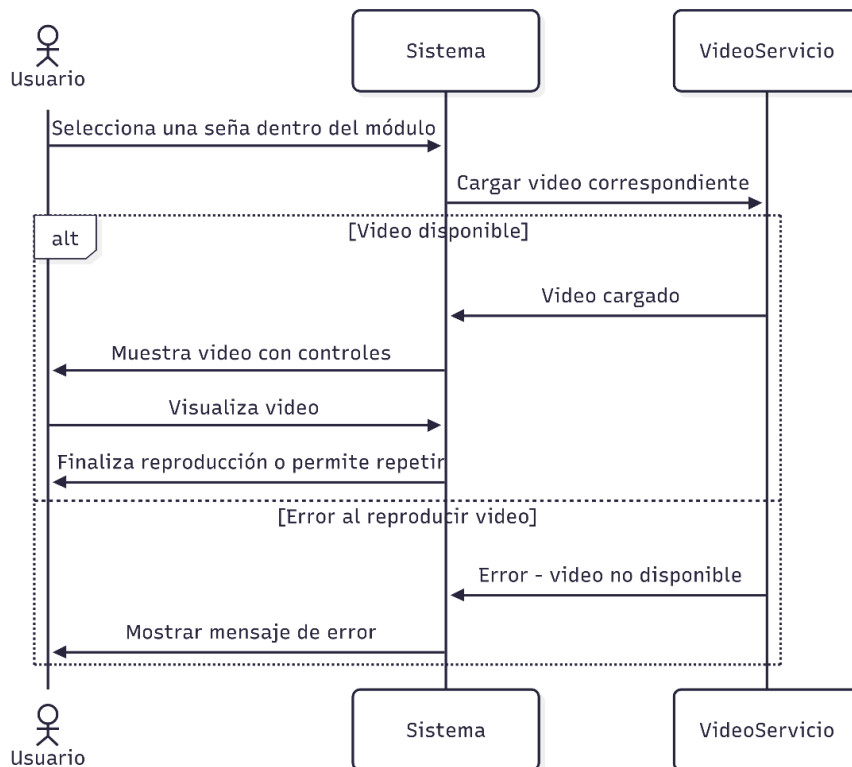 Usuario
Sistema
VideoServicio
Selecciona una seña dentro del módulo
Cargar video correspondiente
alt
[Video disponible]
Video cargado
Muestra video con controles
Visualiza video
Finaliza reproducción o permite repetir
[Error al reproducir video]
Error - video no disponible
Mostrar mensaje de error
Usuario
Sistema
VideoServicio